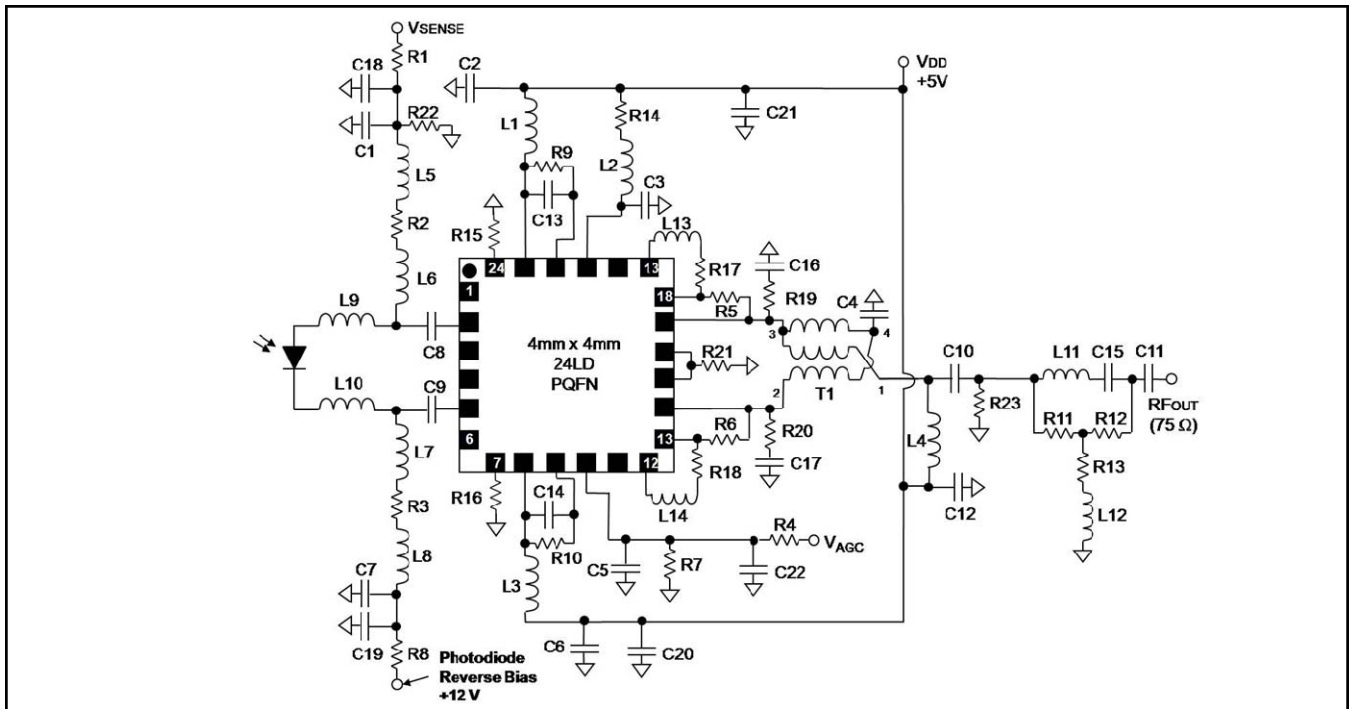 VSENSE
R1
C18
R22
C1
L5
R2
L6
L9
C8
L10
C9
L7
R3
L8
C7
C19
R8
Photodiode
Reverse Bias
+12 V
C2
L1
R9
C13
R14
L2
C3
C21
VDD
+5V
R15
24
13
1
18
4mm x 4mm
24LD
PQFN
6
13
7
12
R16
L13
R17
R5
C16
R19
C4
3
4
R21
2
T1
1
R6
R20
R18
C17
L14
C14
R10
L3
C5
R7
C22
R4
VAGC
C6
C20
C10
R23
L4
C12
L11
C15
C11
RFOUT
(75 Ω)
R11
R12
R13
L12